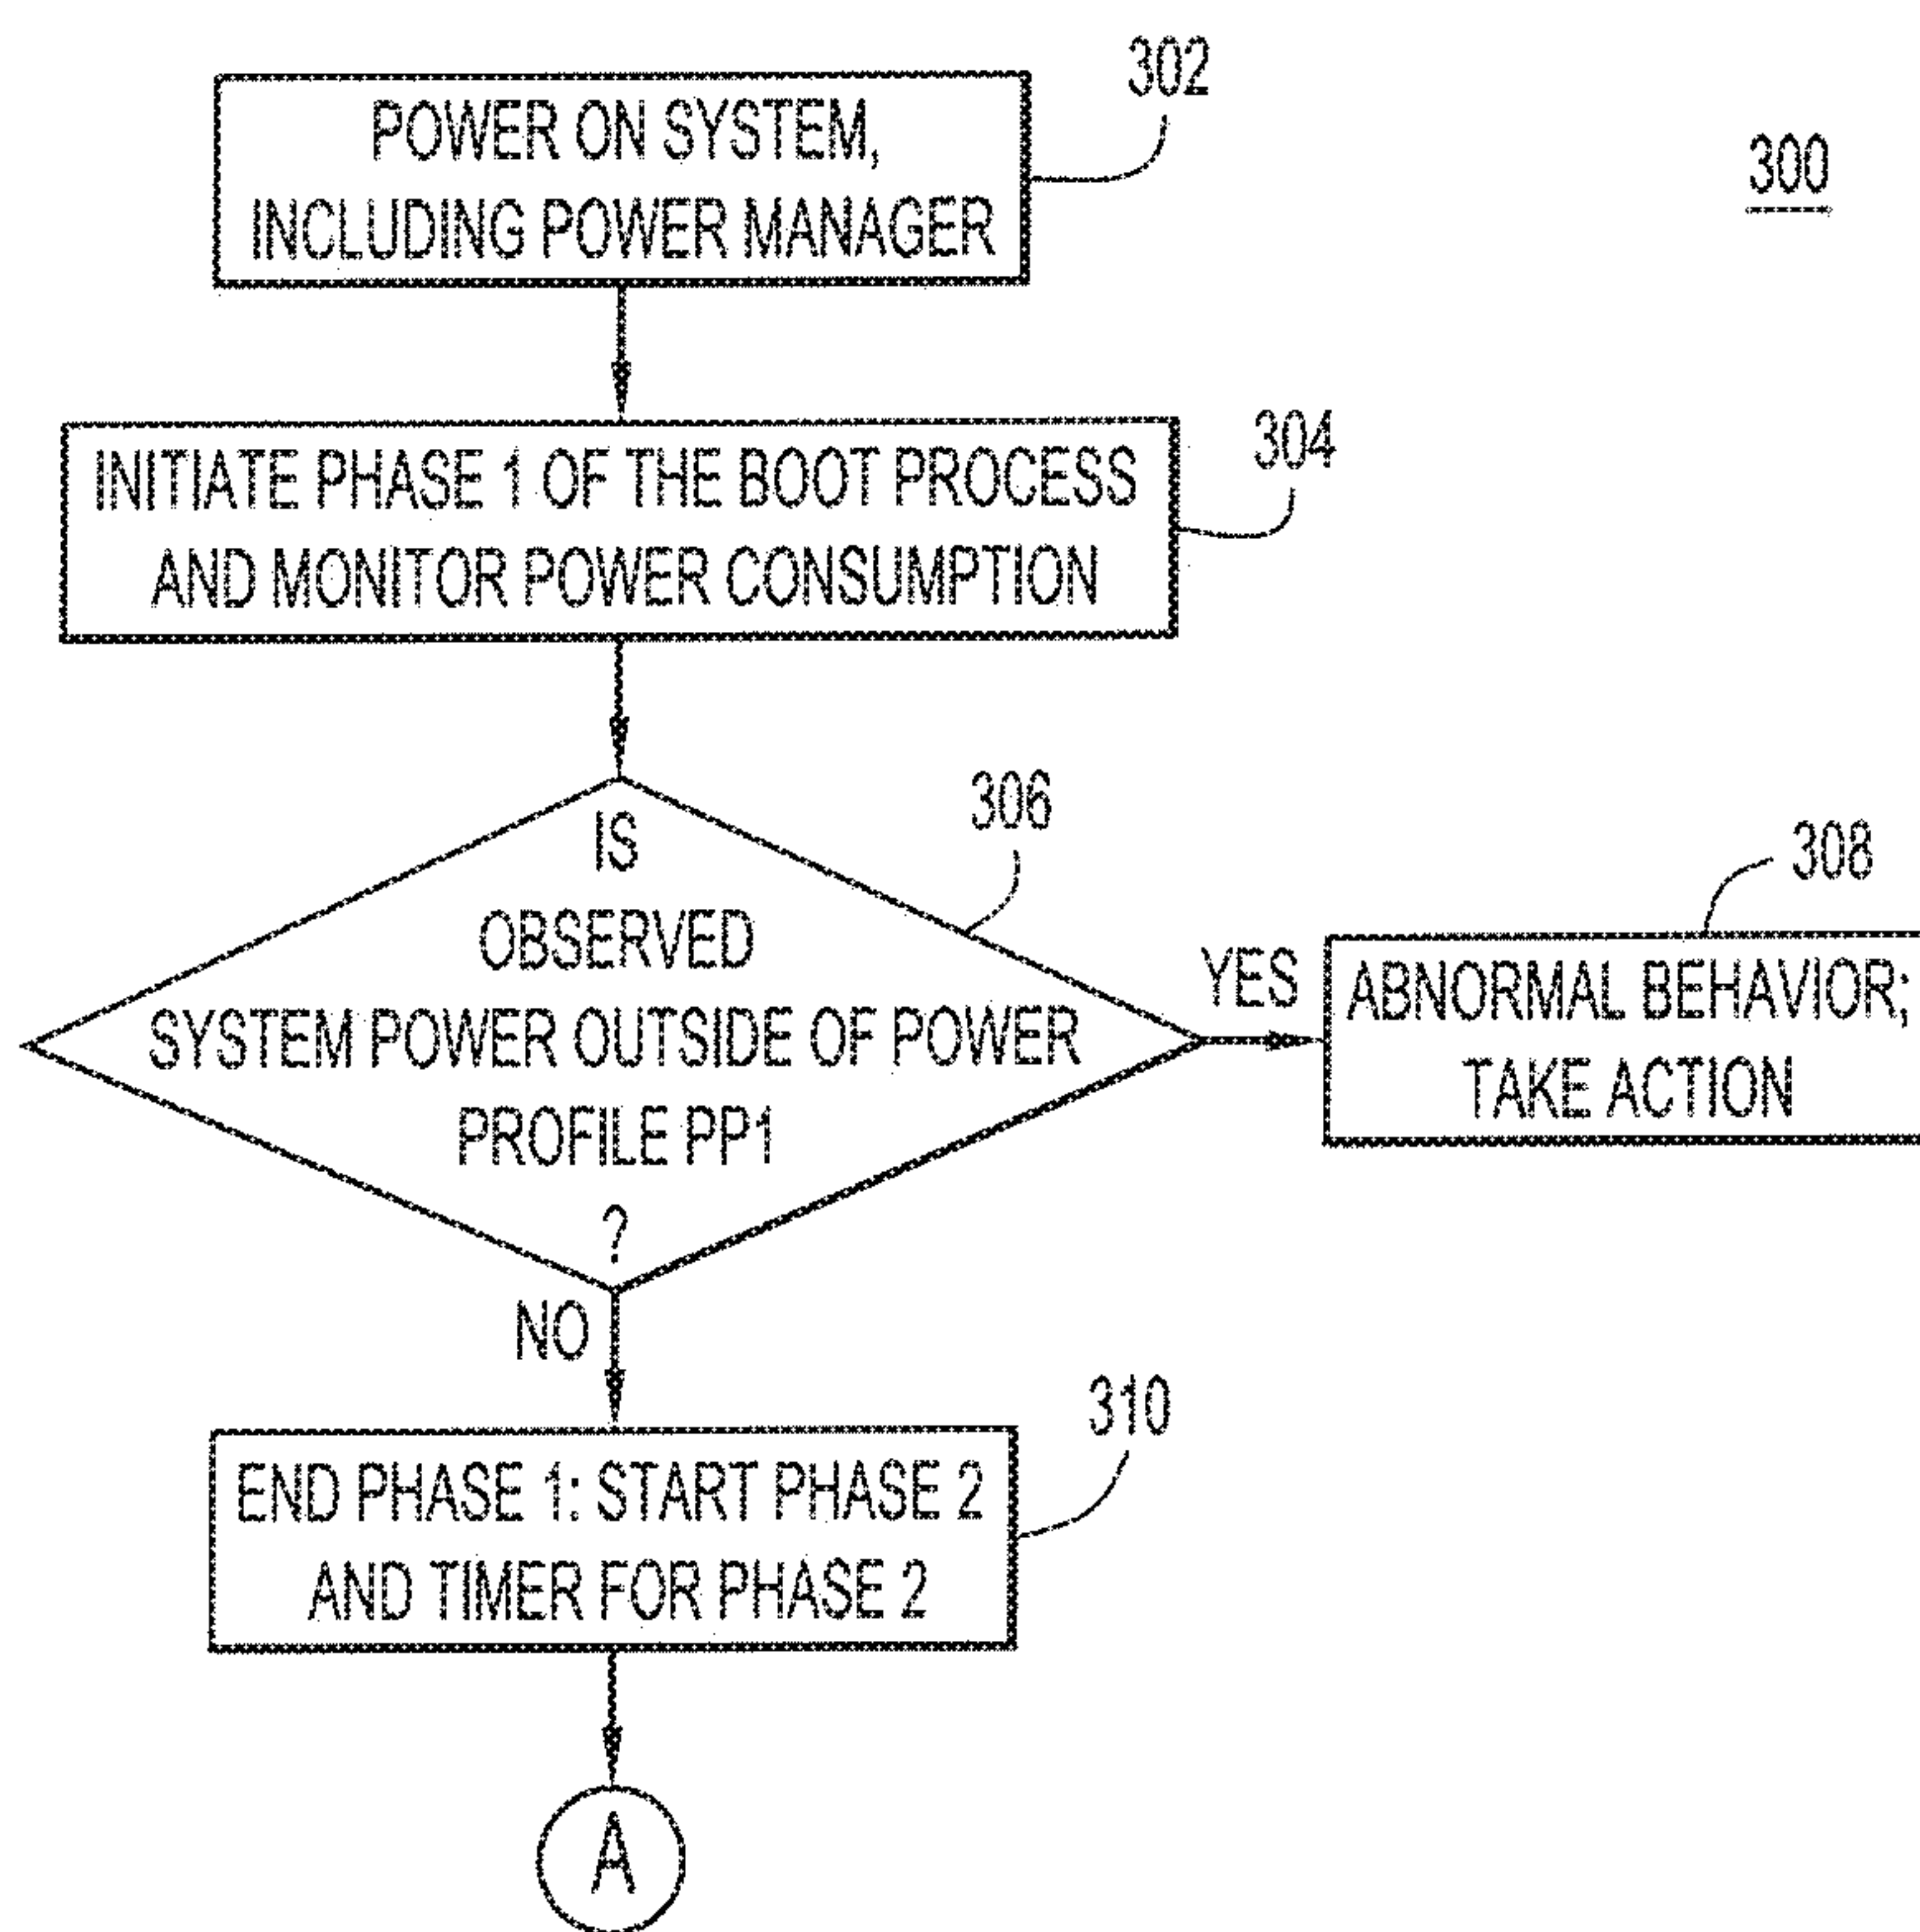 302
300
POWER ON SYSTEM,
INCLUDING POWER MANAGER
304
INITIATE PHASE 1 OF THE BOOT PROCESS
AND MONITOR POWER CONSUMPTION
306
IS
OBSERVED
SYSTEM POWER OUTSIDE OF POWER
PROFILE PP1
?
YES
308
ABNORMAL BEHAVIOR;
TAKE ACTION
NO
310
END PHASE 1: START PHASE 2
AND TIMER FOR PHASE 2
A